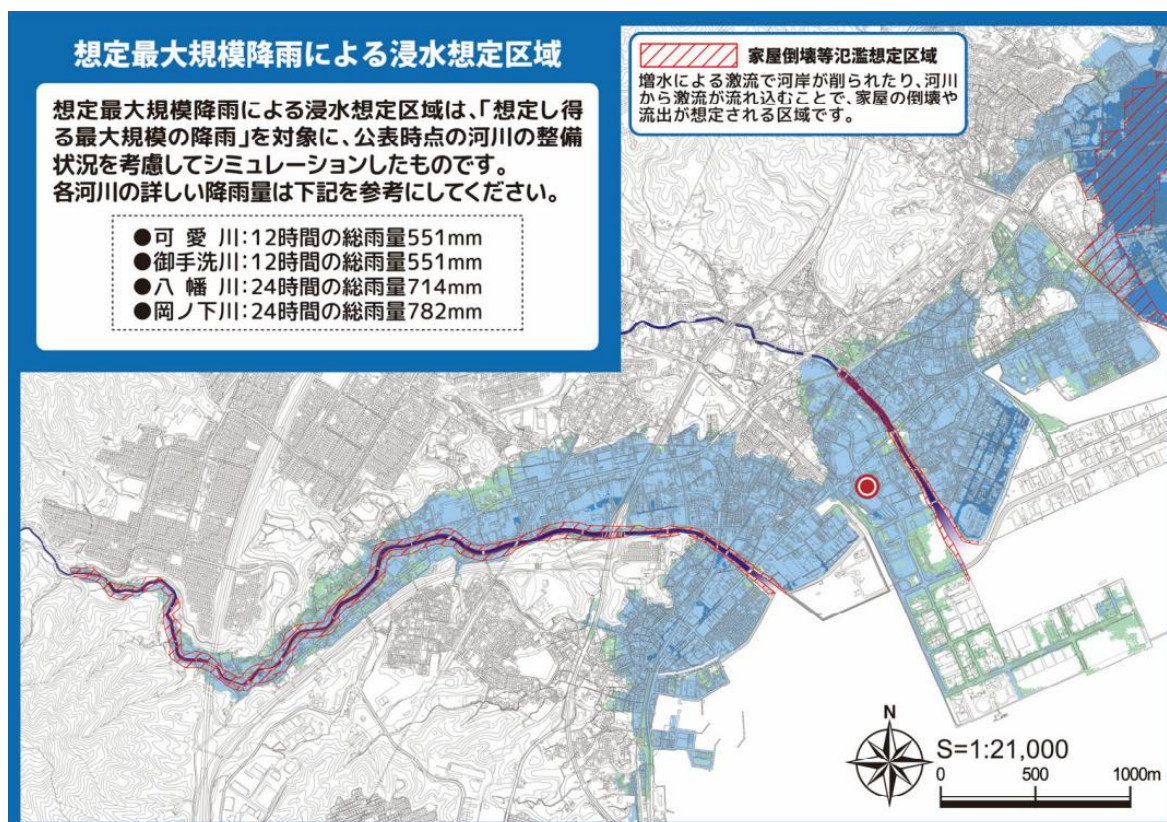 想定最大規模降雨による浸水想定区域
想定最大規模降雨による浸水想定区域は、「想定し得
る最大規模の降雨」を対象に、公表時点の河川の整備
状況を考慮してシミュレーションしたものです。
各河川の詳しい降雨量は下記を参考にしてください。
●可愛川:12時間の総雨量551mm
●御手洗川:12時間の総雨量551mm
●八幡川:24時間の総雨量714mm
●岡ノ下川:24時間の総雨量782mm
家屋倒壊等氾濫想定区域
増水による激流で河岸が削られたり、河川
から激流が流れ込むことで、家屋の倒壊や
流出が想定される区域です。
N
S=1:21,000
0 500 1000m